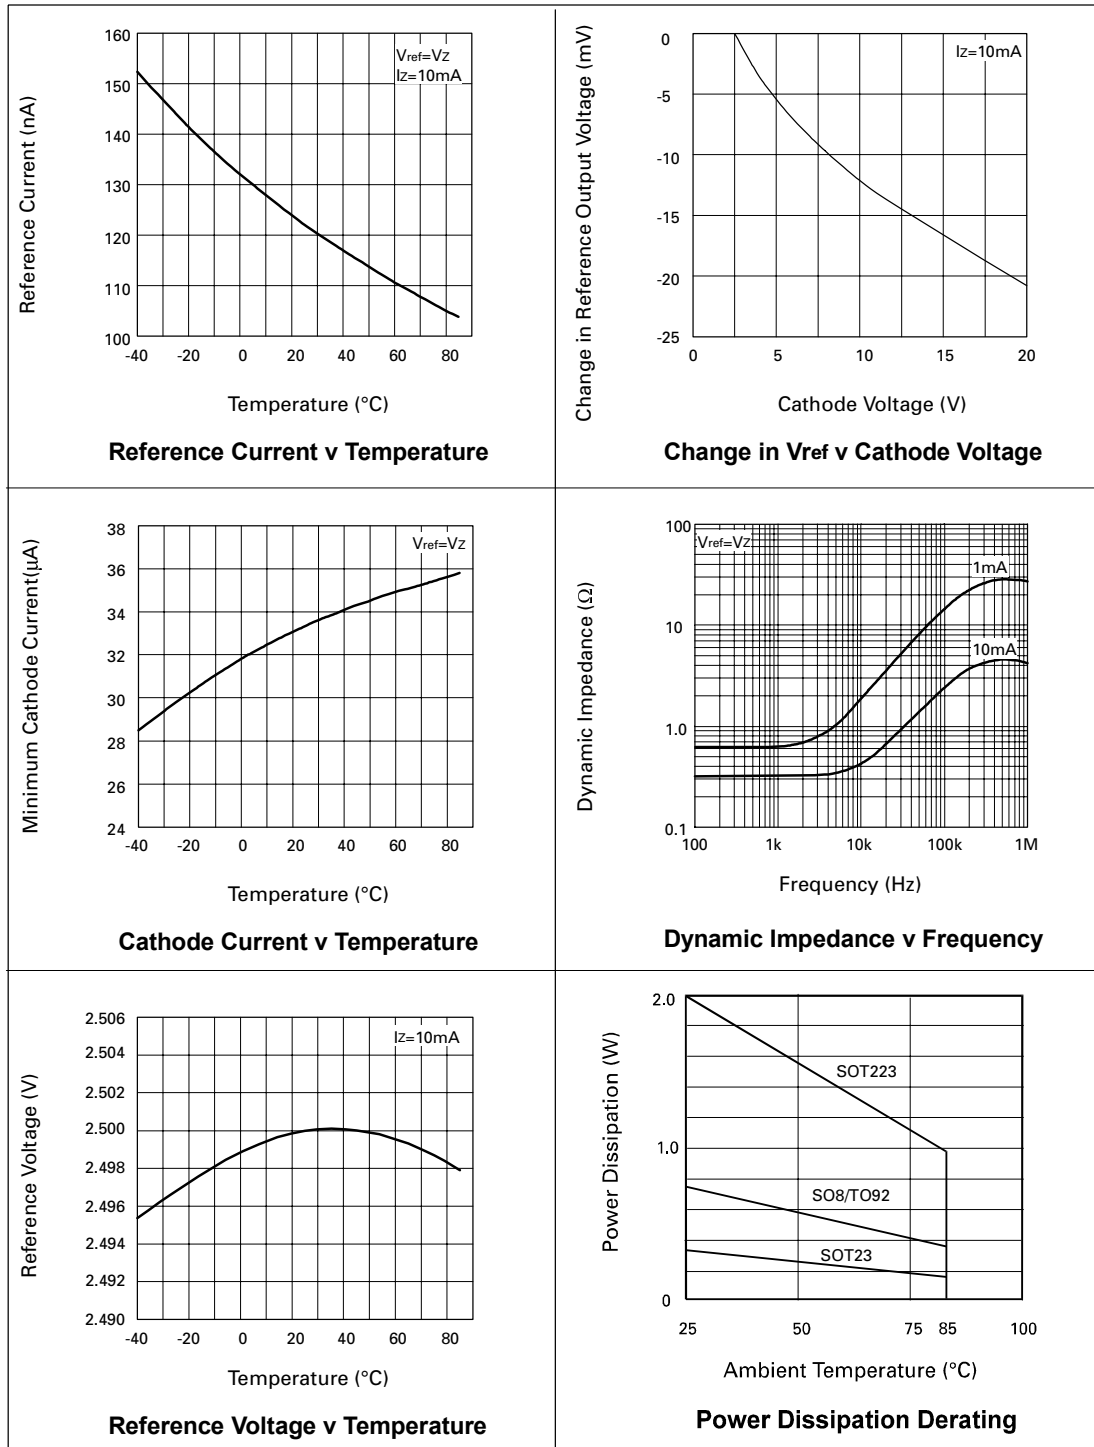 160
150
140
130
120
110
100
Reference Current (nA)
Vref=VZ
IZ=10mA
-40 -20 0 20 40 60 80
Temperature (°C)
Reference Current v Temperature
0
-5
-10
-15
-20
-25
Change in Reference Output Voltage (mV)
IZ=10mA
0 5 10 15 20
Cathode Voltage (V)
Change in Vref v Cathode Voltage
38
36
34
32
30
28
26
24
Minimum Cathode Current(µA)
Vref=VZ
-40 -20 0 20 40 60 80
Temperature (°C)
Cathode Current v Temperature
100
10
1.0
0.1
Dynamic Impedance (Ω)
Vref=VZ
1mA
10mA
100 1k 10k 100k 1M
Frequency (Hz)
Dynamic Impedance v Frequency
2.506
2.504
2.502
2.500
2.498
2.496
2.494
2.492
2.490
Reference Voltage (V)
IZ=10mA
-40 -20 0 20 40 60 80
Temperature (°C)
Reference Voltage v Temperature
2.0
1.0
0
Power Dissipation (W)
SOT223
SO8/TO92
SOT23
25 50 75 85 100
Ambient Temperature (°C)
Power Dissipation Derating